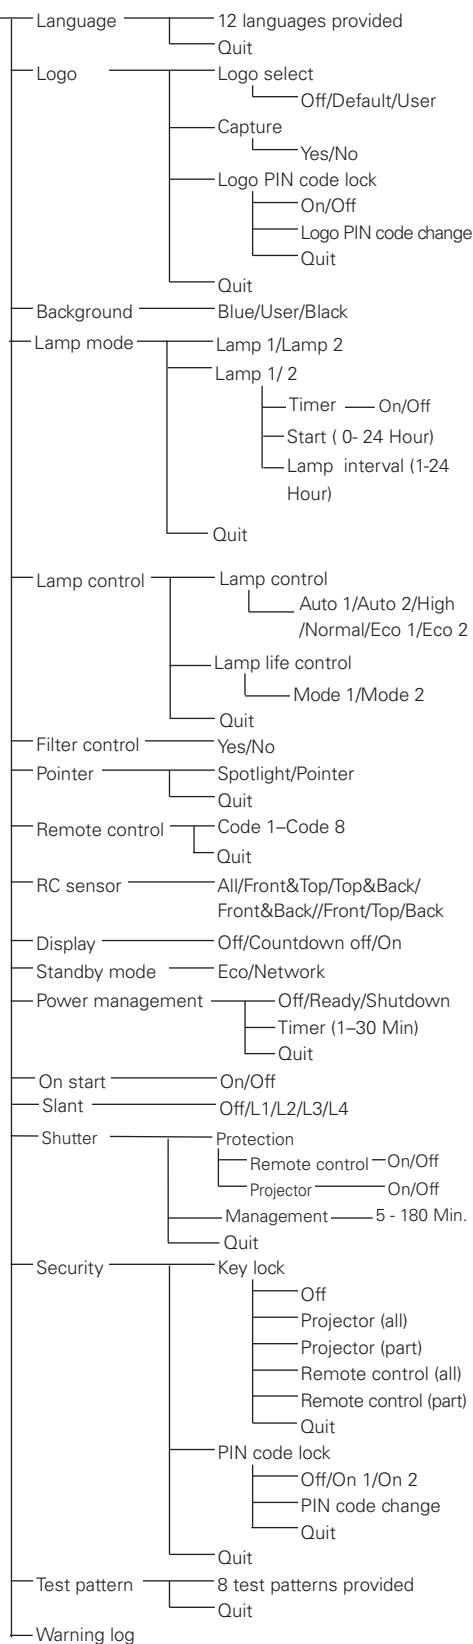 Language 12 languages provided
Quit
Logo Logo select
Off/Default/User
Capture
Yes/No
Logo PIN code lock
On/Off
Logo PIN code change
Quit
Quit
Background Blue/User/Black
Lamp mode Lamp 1/Lamp 2
Lamp 1/ 2
Timer On/Off
Start ( 0- 24 Hour)
Lamp interval (1-24
Hour)
Quit
Lamp control Lamp control
Auto 1/Auto 2/High
/Normal/Eco 1/Eco 2
Lamp life control
Mode 1/Mode 2
Quit
Filter control Yes/No
Pointer Spotlight/Pointer
Quit
Remote control Code 1–Code 8
Quit
RC sensor All/Front&Top/Top&Back/
Front&Back//Front/Top/Back
Display Off/Countdown off/On
Standby mode Eco/Network
Power management Off/Ready/Shutdown
Timer (1–30 Min)
Quit
On start On/Off
Slant Off/L1/L2/L3/L4
Shutter Protection
Remote control On/Off
Projector On/Off
Management 5 - 180 Min.
Quit
Security Key lock
Off
Projector (all)
Projector (part)
Remote control (all)
Remote control (part)
Quit
PIN code lock
Off/On 1/On 2
PIN code change
Quit
Quit
Test pattern 8 test patterns provided
Quit
Warning log